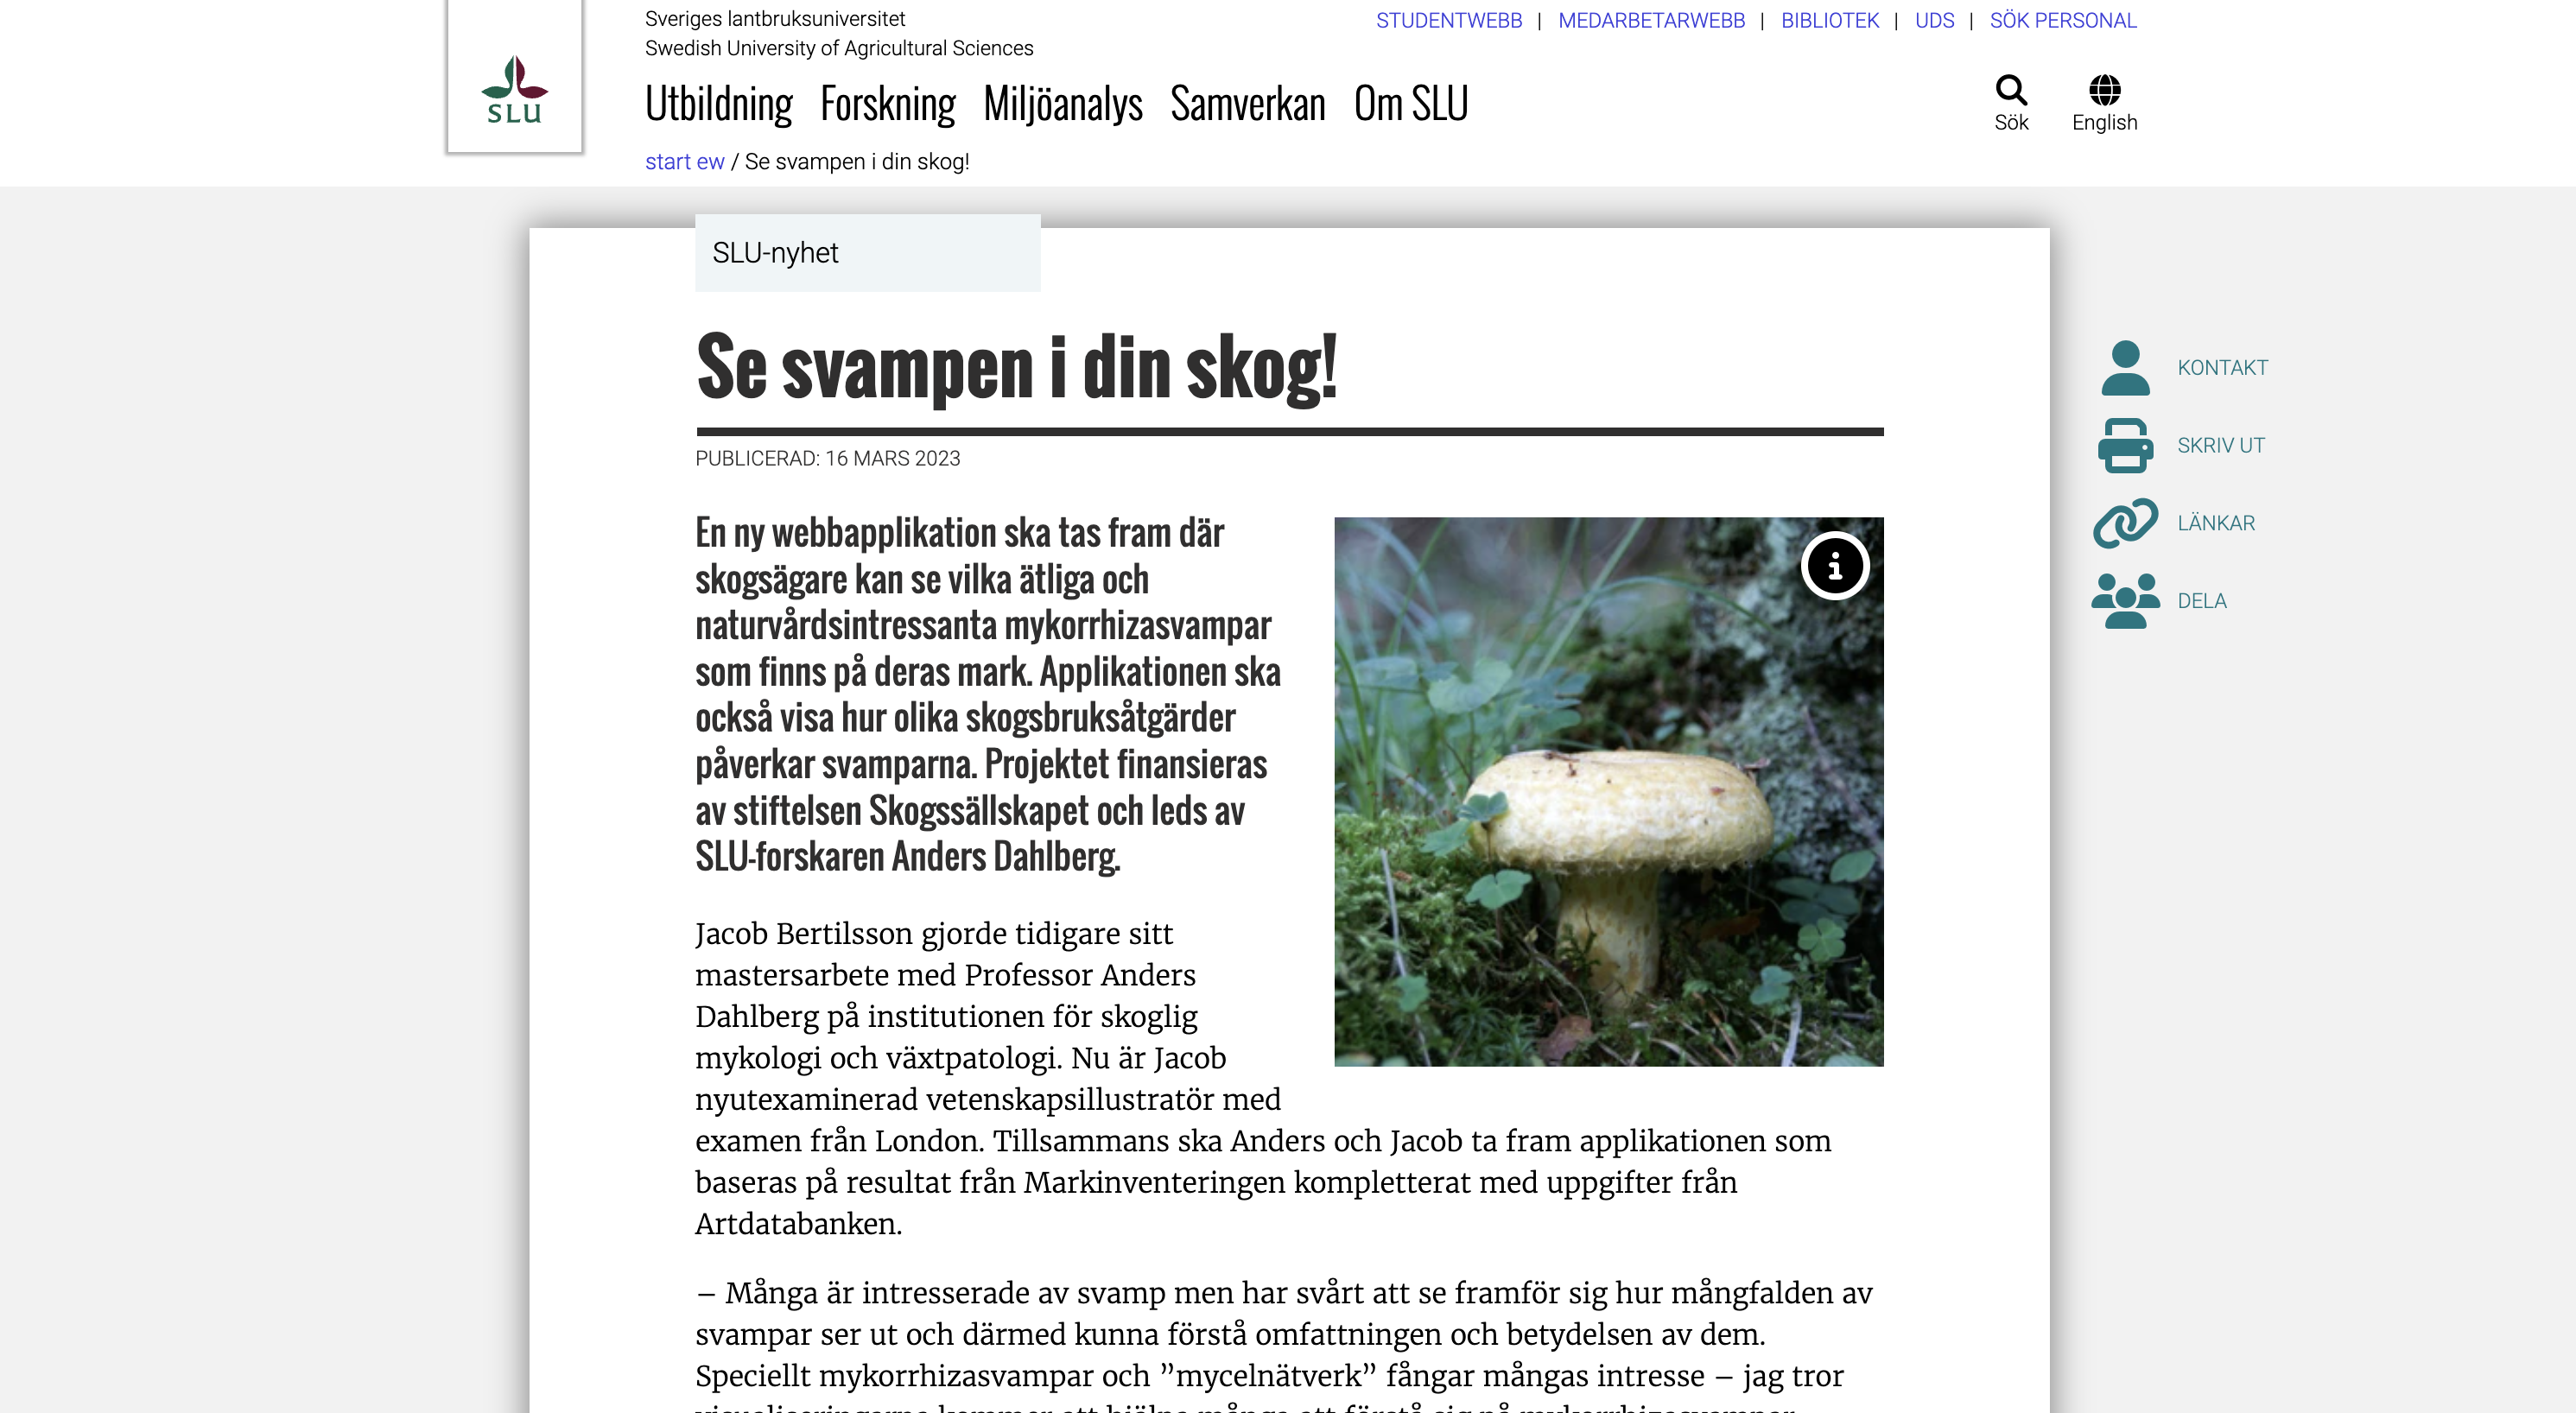 SLU
Sveriges lantbruksuniversitet
Swedish University of Agricultural Sciences
STUDENTWEBB | MEDARBETARWEBB | BIBLIOTEK | UDS | SÖK PERSONAL
Utbildning Forskning Miljöanalys Samverkan Om SLU
Sök English
start ew / Se svampen i din skog!
SLU-nyhet
Se svampen i din skog!
PUBLICERAD: 16 MARS 2023
En ny webbapplikation ska tas fram där
skogsägare kan se vilka ätliga och
naturvårdsintressanta mykorrhizasvampar
som finns på deras mark. Applikationen ska
också visa hur olika skogsbruksåtgärder
påverkar svamparna. Projektet finansieras
av stiftelsen Skogssällskapet och leds av
SLU-forskaren Anders Dahlberg.
Jacob Bertilsson gjorde tidigare sitt
mastersarbete med Professor Anders
Dahlberg på institutionen för skoglig
mykologi och växtpatologi. Nu är Jacob
nyutexaminerad vetenskapsillustratör med
examen från London. Tillsammans ska Anders och Jacob ta fram applikationen som
baseras på resultat från Markinventeringen kompletterat med uppgifter från
Artdatabanken.
– Många är intresserade av svamp men har svårt att se framför sig hur mångfalden av
svampar ser ut och därmed kunna förstå omfattningen och betydelsen av dem.
Speciellt mykorrhizasvampar och ”mycelnätverk” fångar mångas intresse – jag tror
KONTAKT
SKRIV UT
LÄNKAR
DELA